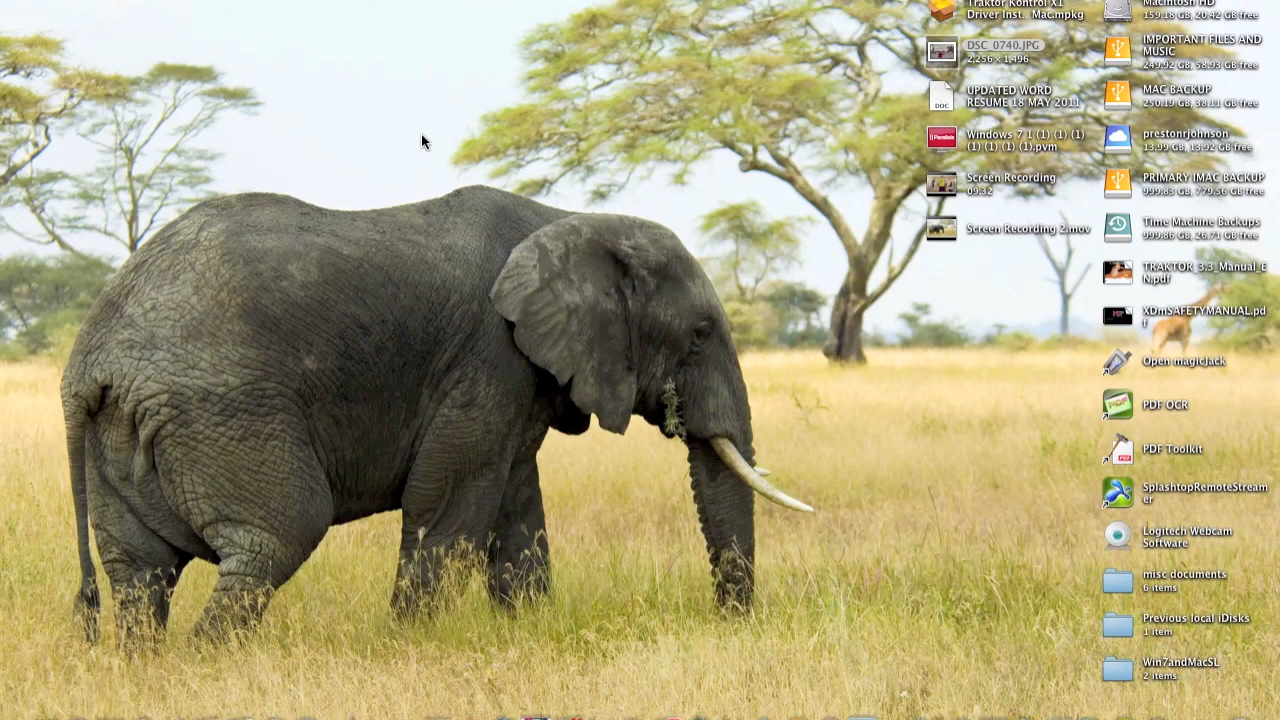 Traktor Kontrol X1
Driver Inst. Mac.mpkg
DSC_0740.JPG
2,256 × 1,496
DOC
UPDATED WORD
RESUME 18 MAY 2011
Parallels
Windows 7 1 (1) (1) (1)
(1) (1) (1) (1).pvm
Screen Recording
09:32
Screen Recording 2.mov
Macintosh HD
159.18 GB, 20.42 GB free
IMPORTANT FILES AND
MUSIC
249.92 GB, 58.93 GB free
MAC BACKUP
250.19 GB, 38.11 GB free
prestonrjohnson
13.99 GB, 13.92 GB free
PRIMARY IMAC BACKUP
999.83 GB, 779.56 GB free
Time Machine Backups
999.86 GB, 26.71 GB free
TRAKTOR_3.3_Manual_E
N.pdf
XDmSAFETYMANUAL.pd
f
Open magicJack
PDF OCR
PDF Toolkit
PDF
SplashtopRemoteStream
er
Logitech Webcam
Software
misc documents
6 items
Previous local iDisks
1 item
Win7andMacSL
2 items